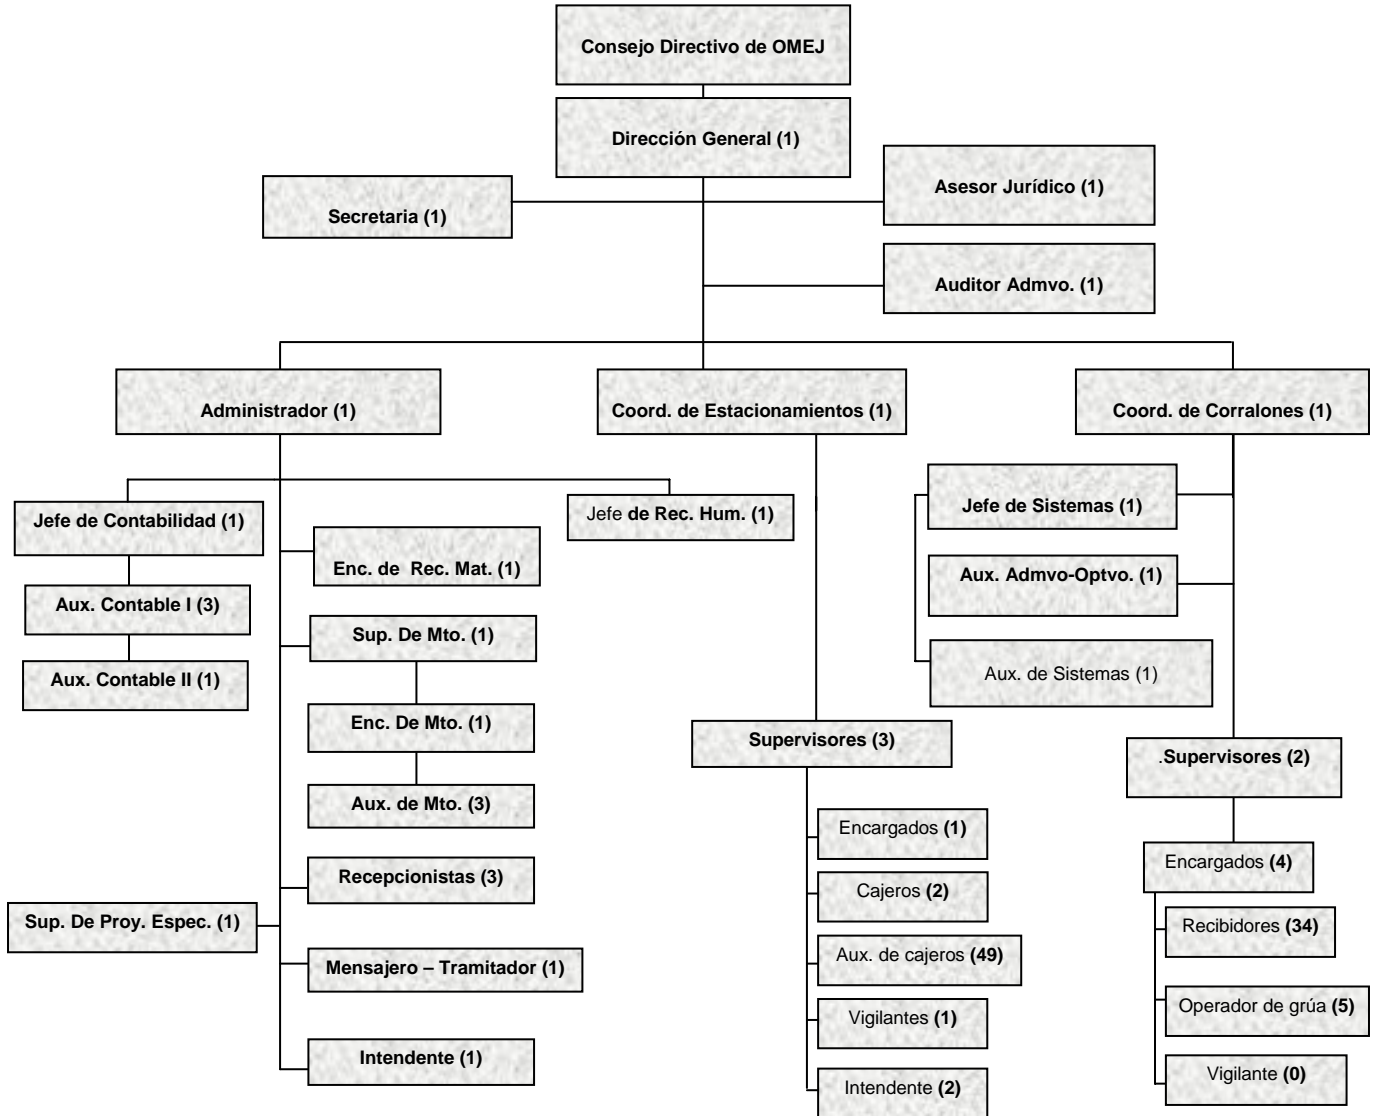 Consejo Directivo de OMEJ
Dirección General (1)
Asesor Jurídico (1)
Secretaria (1)
Auditor Admvo. (1)
Administrador (1)
Coord. de Estacionamientos (1)
Coord. de Corralones (1)
Jefe de Contabilidad (1)
Jefe de Rec. Hum. (1)
Jefe de Sistemas (1)
Enc. de Rec. Mat. (1)
Aux. Admvo-Optvo. (1)
Aux. Contable I (3)
Sup. De Mto. (1)
Aux. Contable II (1)
Aux. de Sistemas (1)
Enc. De Mto. (1)
Supervisores (3)
.Supervisores (2)
Aux. de Mto. (3)
Encargados (1)
Encargados (4)
Recepcionistas (3)
Cajeros (2)
Sup. De Proy. Espec. (1)
Recibidores (34)
Aux. de cajeros (49)
Mensajero – Tramitador (1)
Operador de grúa (5)
Vigilantes (1)
Intendente (1)
Vigilante (0)
Intendente (2)